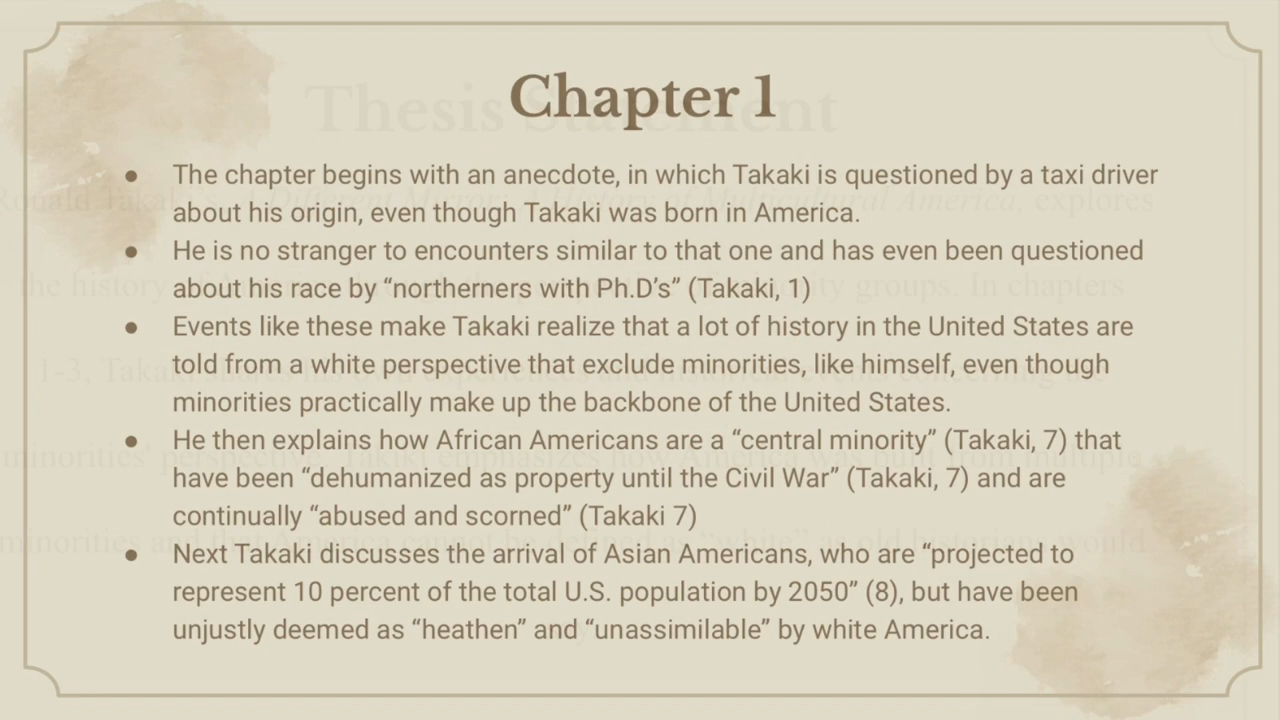 Chapter 1
● The chapter begins with an anecdote, in which Takaki is questioned by a taxi driver
about his origin, even though Takaki was born in America.
● He is no stranger to encounters similar to that one and has even been questioned
about his race by “northerners with Ph.D’s” (Takaki, 1)
● Events like these make Takaki realize that a lot of history in the United States are
told from a white perspective that exclude minorities, like himself, even though
minorities practically make up the backbone of the United States.
● He then explains how African Americans are a “central minority” (Takaki, 7) that
have been “dehumanized as property until the Civil War” (Takaki, 7) and are
continually “abused and scorned” (Takaki 7)
● Next Takaki discusses the arrival of Asian Americans, who are “projected to
represent 10 percent of the total U.S. population by 2050” (8), but have been
unjustly deemed as “heathen” and “unassimilable” by white America.